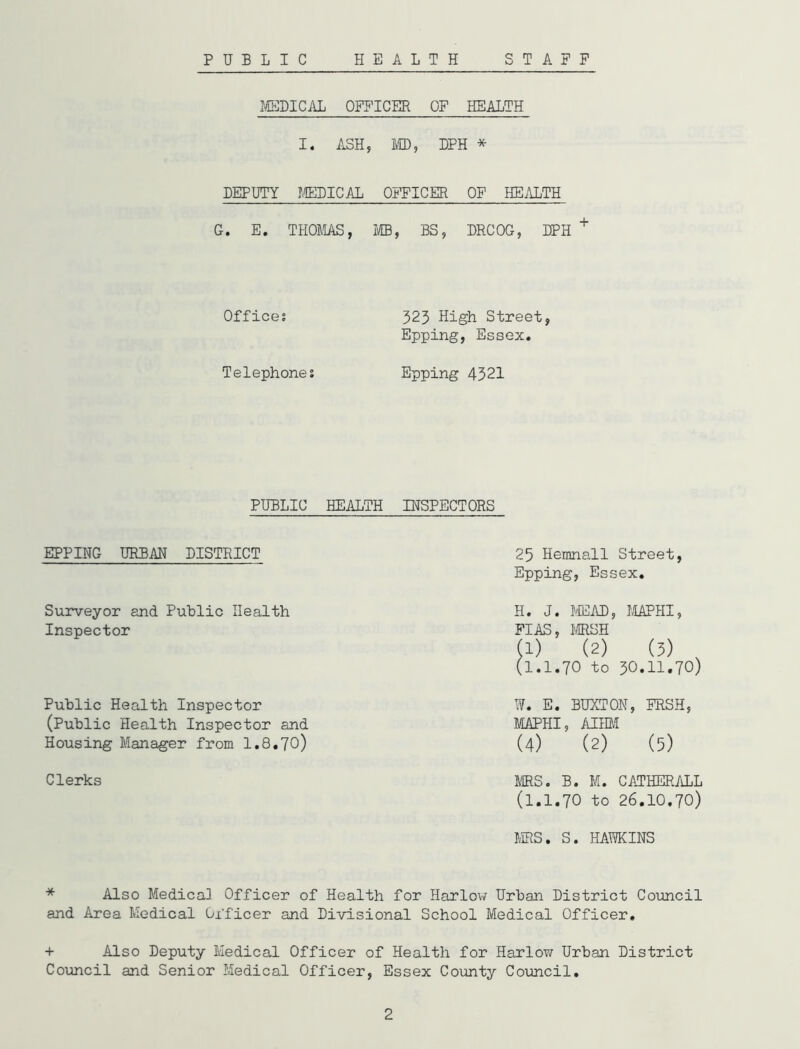 PUBLIC HEALTH STAFF
MEDICAL OFFICER OF HEALTH
I. ASH, MD, DPH *
DEPUTY MEDICAL OFFICER OF HEALTH
G. E. THOMAS, MB, BS, DRCOG, DPH +
Office: 323 High Street,
Epping, Essex.
Telephone: Epping 4321
PUBLIC HEALTH INSPECTORS
EPPING URBAN DISTRICT 25 Hemnall Street,
Epping, Essex.
Surveyor and Public Health H. J. MEAD, MAPHI,
Inspector FIAS, MRSH
(1) (2) (3)
(1.1.70 to 30.11.70)
Public Health Inspector W. E. BUXTON, FRSH,
(Public Health Inspector and MAPHI, AIHM
Housing Manager from 1.8.70) (4) (2) (5)
Clerks MRS. B. M. CATHERALL
(1.1.70 to 26.10.70)
MRS. S. HAWKINS
* Also Medical Officer of Health for Harlow Urban District Council
and Area Medical Officer and Divisional School Medical Officer.
+ Also Deputy Medical Officer of Health for Harlow Urban District
Council and Senior Medical Officer, Essex County Council.
2